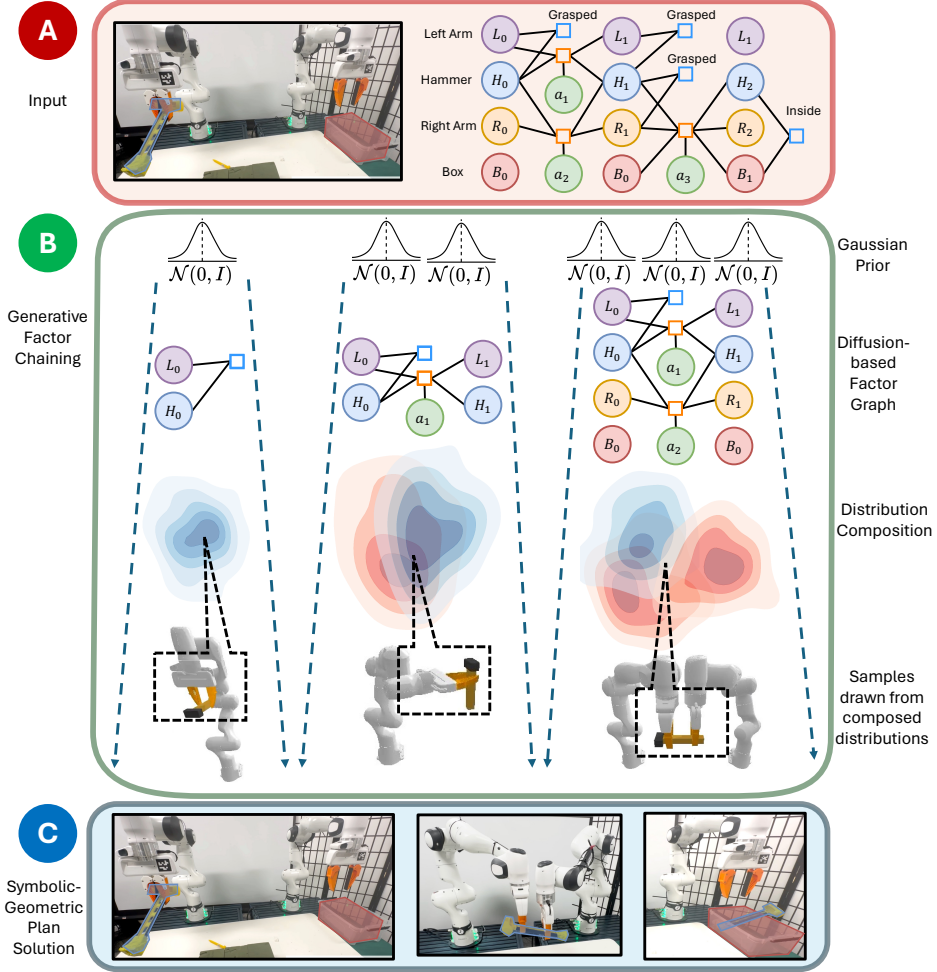 A
Input
Left Arm
Hammer
Right Arm
Box
Grasped
Grasped
Grasped
Inside
L₀
L₁
L₁
H₀
a₁
H₁
H₂
R₀
R₁
R₂
B₀
a₂
B₀
a₃
B₁
B
Generative
Factor
Chaining
𝒩(0, I)
𝒩(0, I)
𝒩(0, I)
𝒩(0, I)
𝒩(0, I)
𝒩(0, I)
Gaussian
Prior
L₀
H₀
L₀
L₁
H₀
a₁
H₁
L₀
L₁
H₀
a₁
H₁
R₀
R₁
B₀
a₂
B₀
Diffusion-
based
Factor
Graph
Distribution
Composition
Samples
drawn from
composed
distributions
C
Symbolic-
Geometric
Plan
Solution